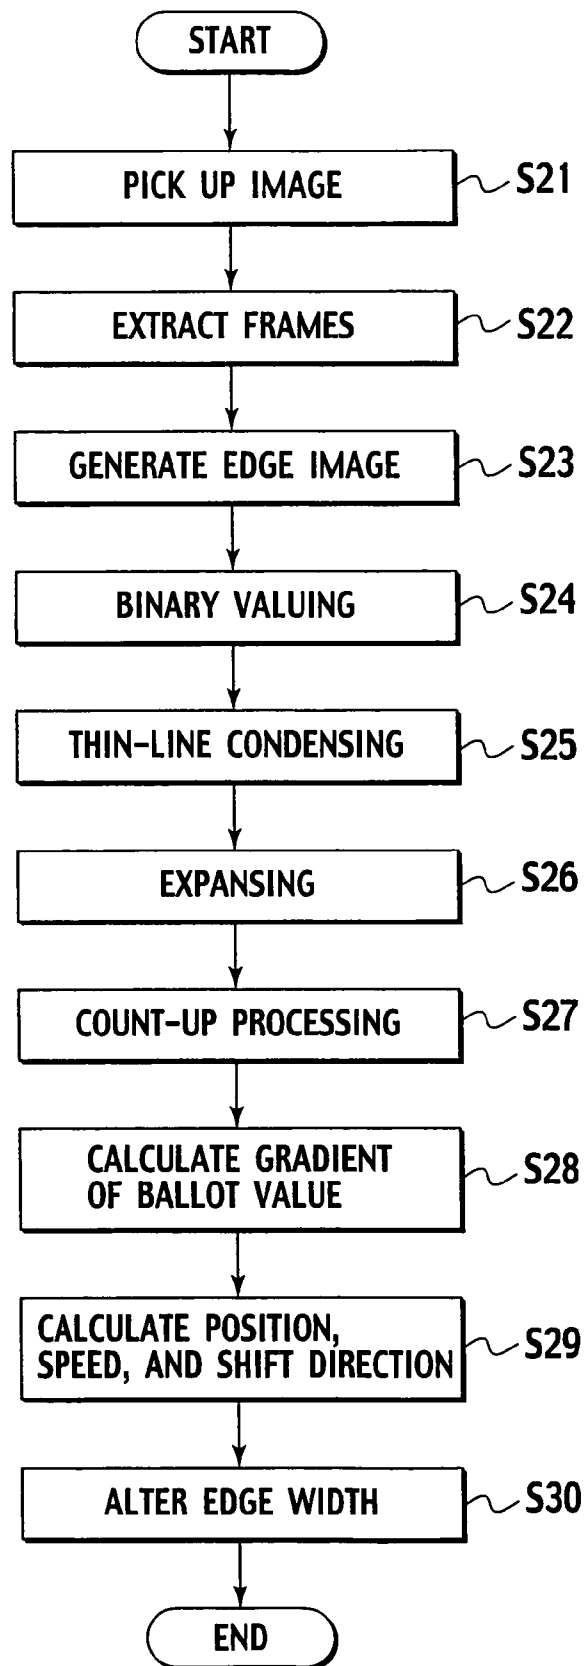 START
PICK UP IMAGE
S21
EXTRACT FRAMES
S22
GENERATE EDGE IMAGE
S23
BINARY VALUING
S24
THIN-LINE CONDENSING
S25
EXPANSING
S26
COUNT-UP PROCESSING
S27
CALCULATE GRADIENT
OF BALLOT VALUE
S28
CALCULATE POSITION,
SPEED, AND SHIFT DIRECTION
S29
ALTER EDGE WIDTH
S30
END